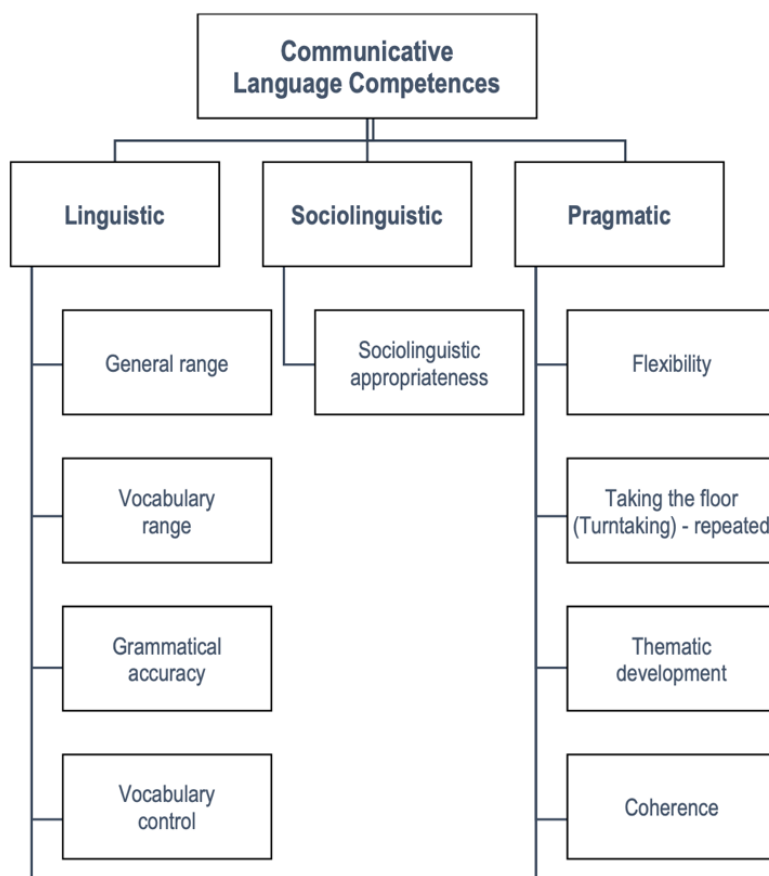 Communicative
Language Competences
Linguistic
Sociolinguistic
Pragmatic
General range
Vocabulary
range
Grammatical
accuracy
Vocabulary
control
Sociolinguistic
appropriateness
Flexibility
Taking the floor
(Turntaking) - repeated
Thematic
development
Coherence